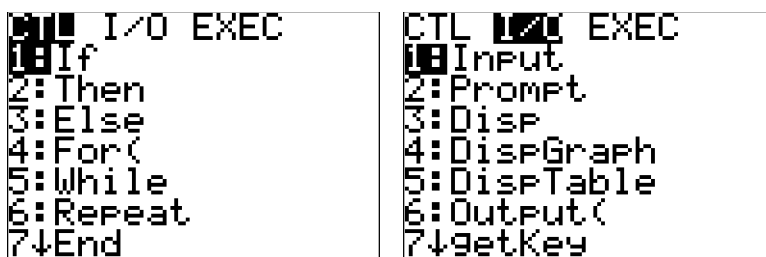 CTL I/O EXEC
1:If
2:Then
3:Else
4:For(
5:While
6:Repeat
7↓End
CTL I/O EXEC
1:Input
2:Prompt
3:Disp
4:DispGraph
5:DispTable
6:Output(
7↓getKey